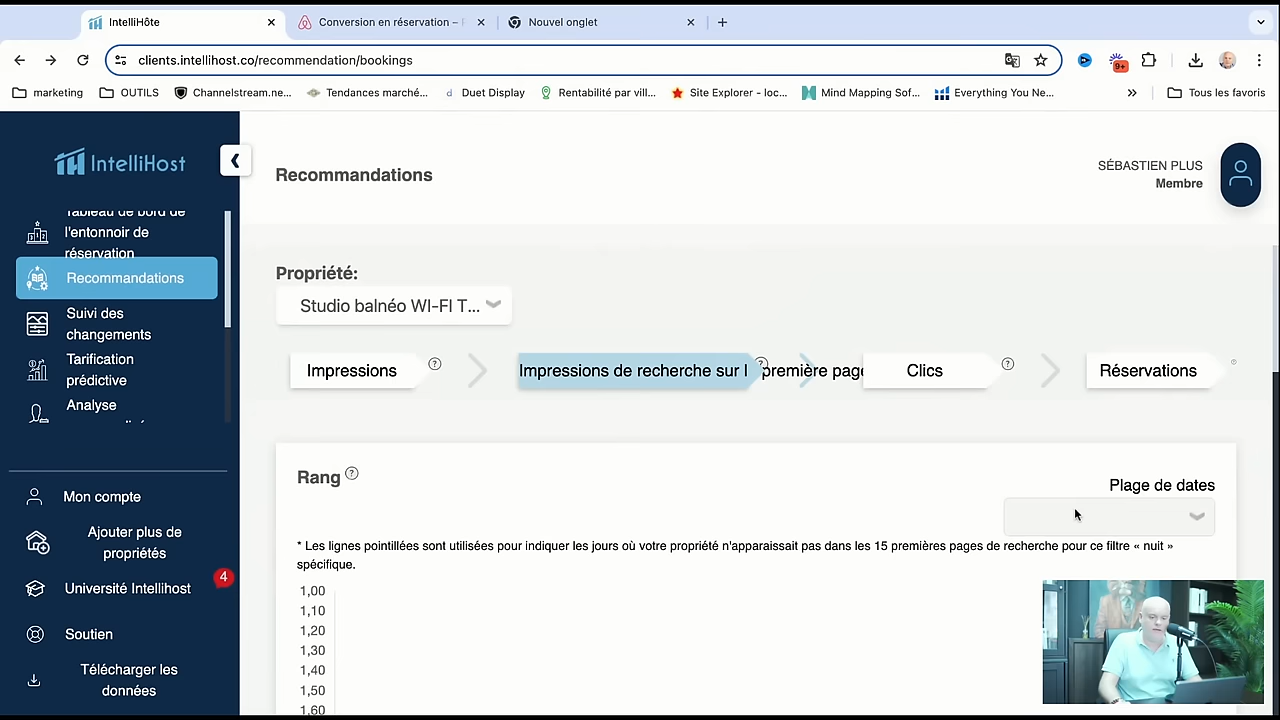 IntelliHôte
Conversion en réservation –
Nouvel onglet
clients.intellihost.co/recommendation/bookings
9+
marketing
OUTILS
Channelstream.ne...
Tendances marché...
Duet Display
Rentabilité par vill...
Site Explorer - loc...
Mind Mapping Sof...
Everything You Ne...
Tous les favoris
IntelliHost
Tableau de bord de
l'entonnoir de
réservation
Recommandations
Suivi des
changements
Tarification
prédictive
Analyse
Mon compte
Ajouter plus de
propriétés
Université Intellihost
4
Soutien
Télécharger les
données
Recommandations
SÉBASTIEN PLUS
Membre
Propriété:
Studio balnéo WI-FI T...
Impressions
Impressions de recherche sur l
première page
Clics
Réservations
Rang
Plage de dates
* Les lignes pointillées sont utilisées pour indiquer les jours où votre propriété n'apparaissait pas dans les 15 premières pages de recherche pour ce filtre « nuit »
spécifique.
1,00
1,10
1,20
1,30
1,40
1,50
1,60